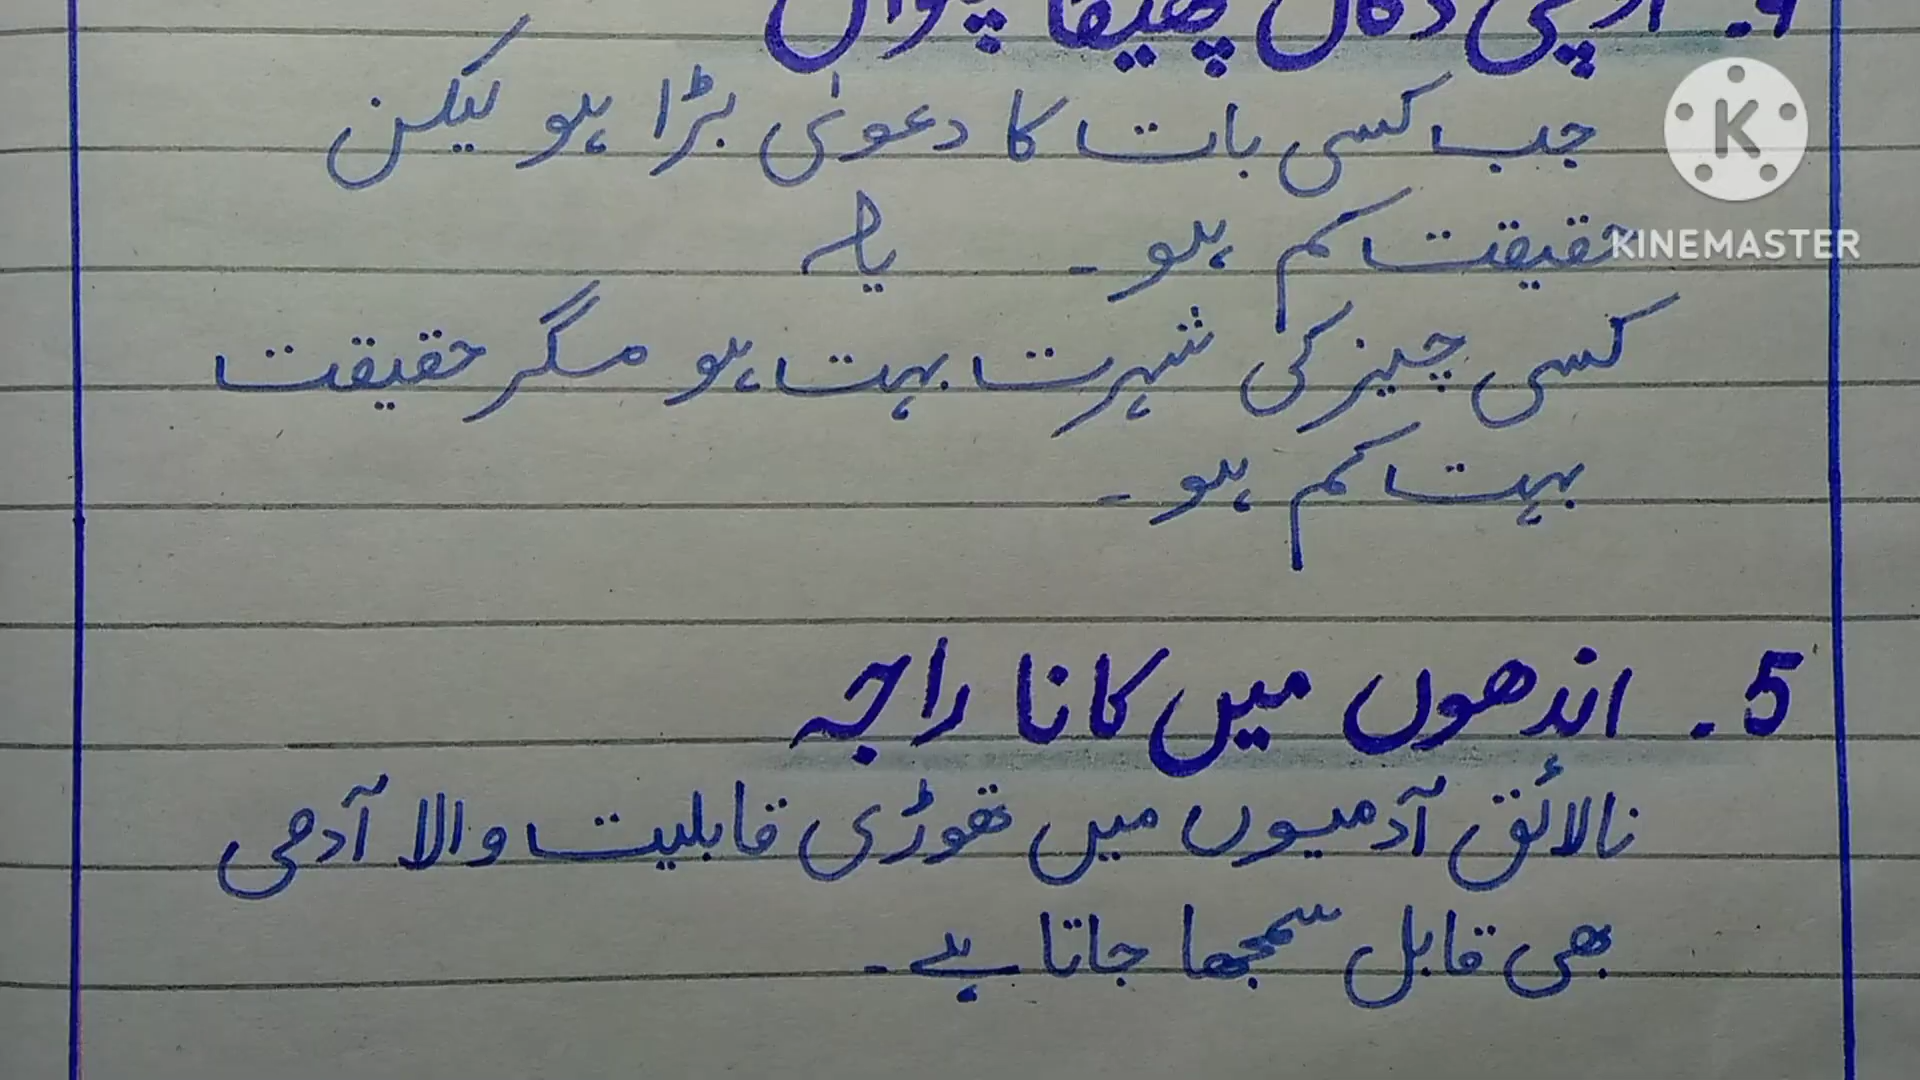 اونچی دکان پھیکا پکوان
جب کسی بات کا دعویٰ بڑا ہو لیکن
حقیقت کم ہو۔ یا
کسی چیز کی شہرت بہت ہو مگر حقیقت
بہت کم ہو۔
5. اندھوں میں کانا راجہ
نالائق آدمیوں میں تھوڑی قابلیت والا آدمی
بھی قابل سمجھا جاتا ہے۔
K
KINEMASTER